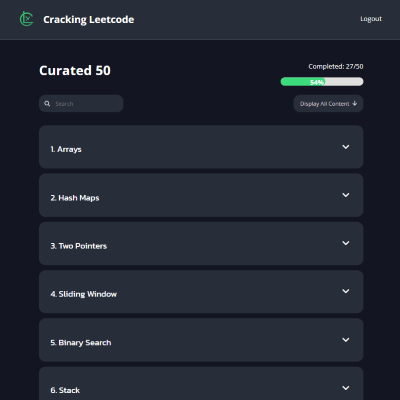 Cracking Leetcode
Logout
Curated 50
Completed: 27/50
54%
Search
Display All Content
1. Arrays
2. Hash Maps
3. Two Pointers
4. Sliding Window
5. Binary Search
6. Stack